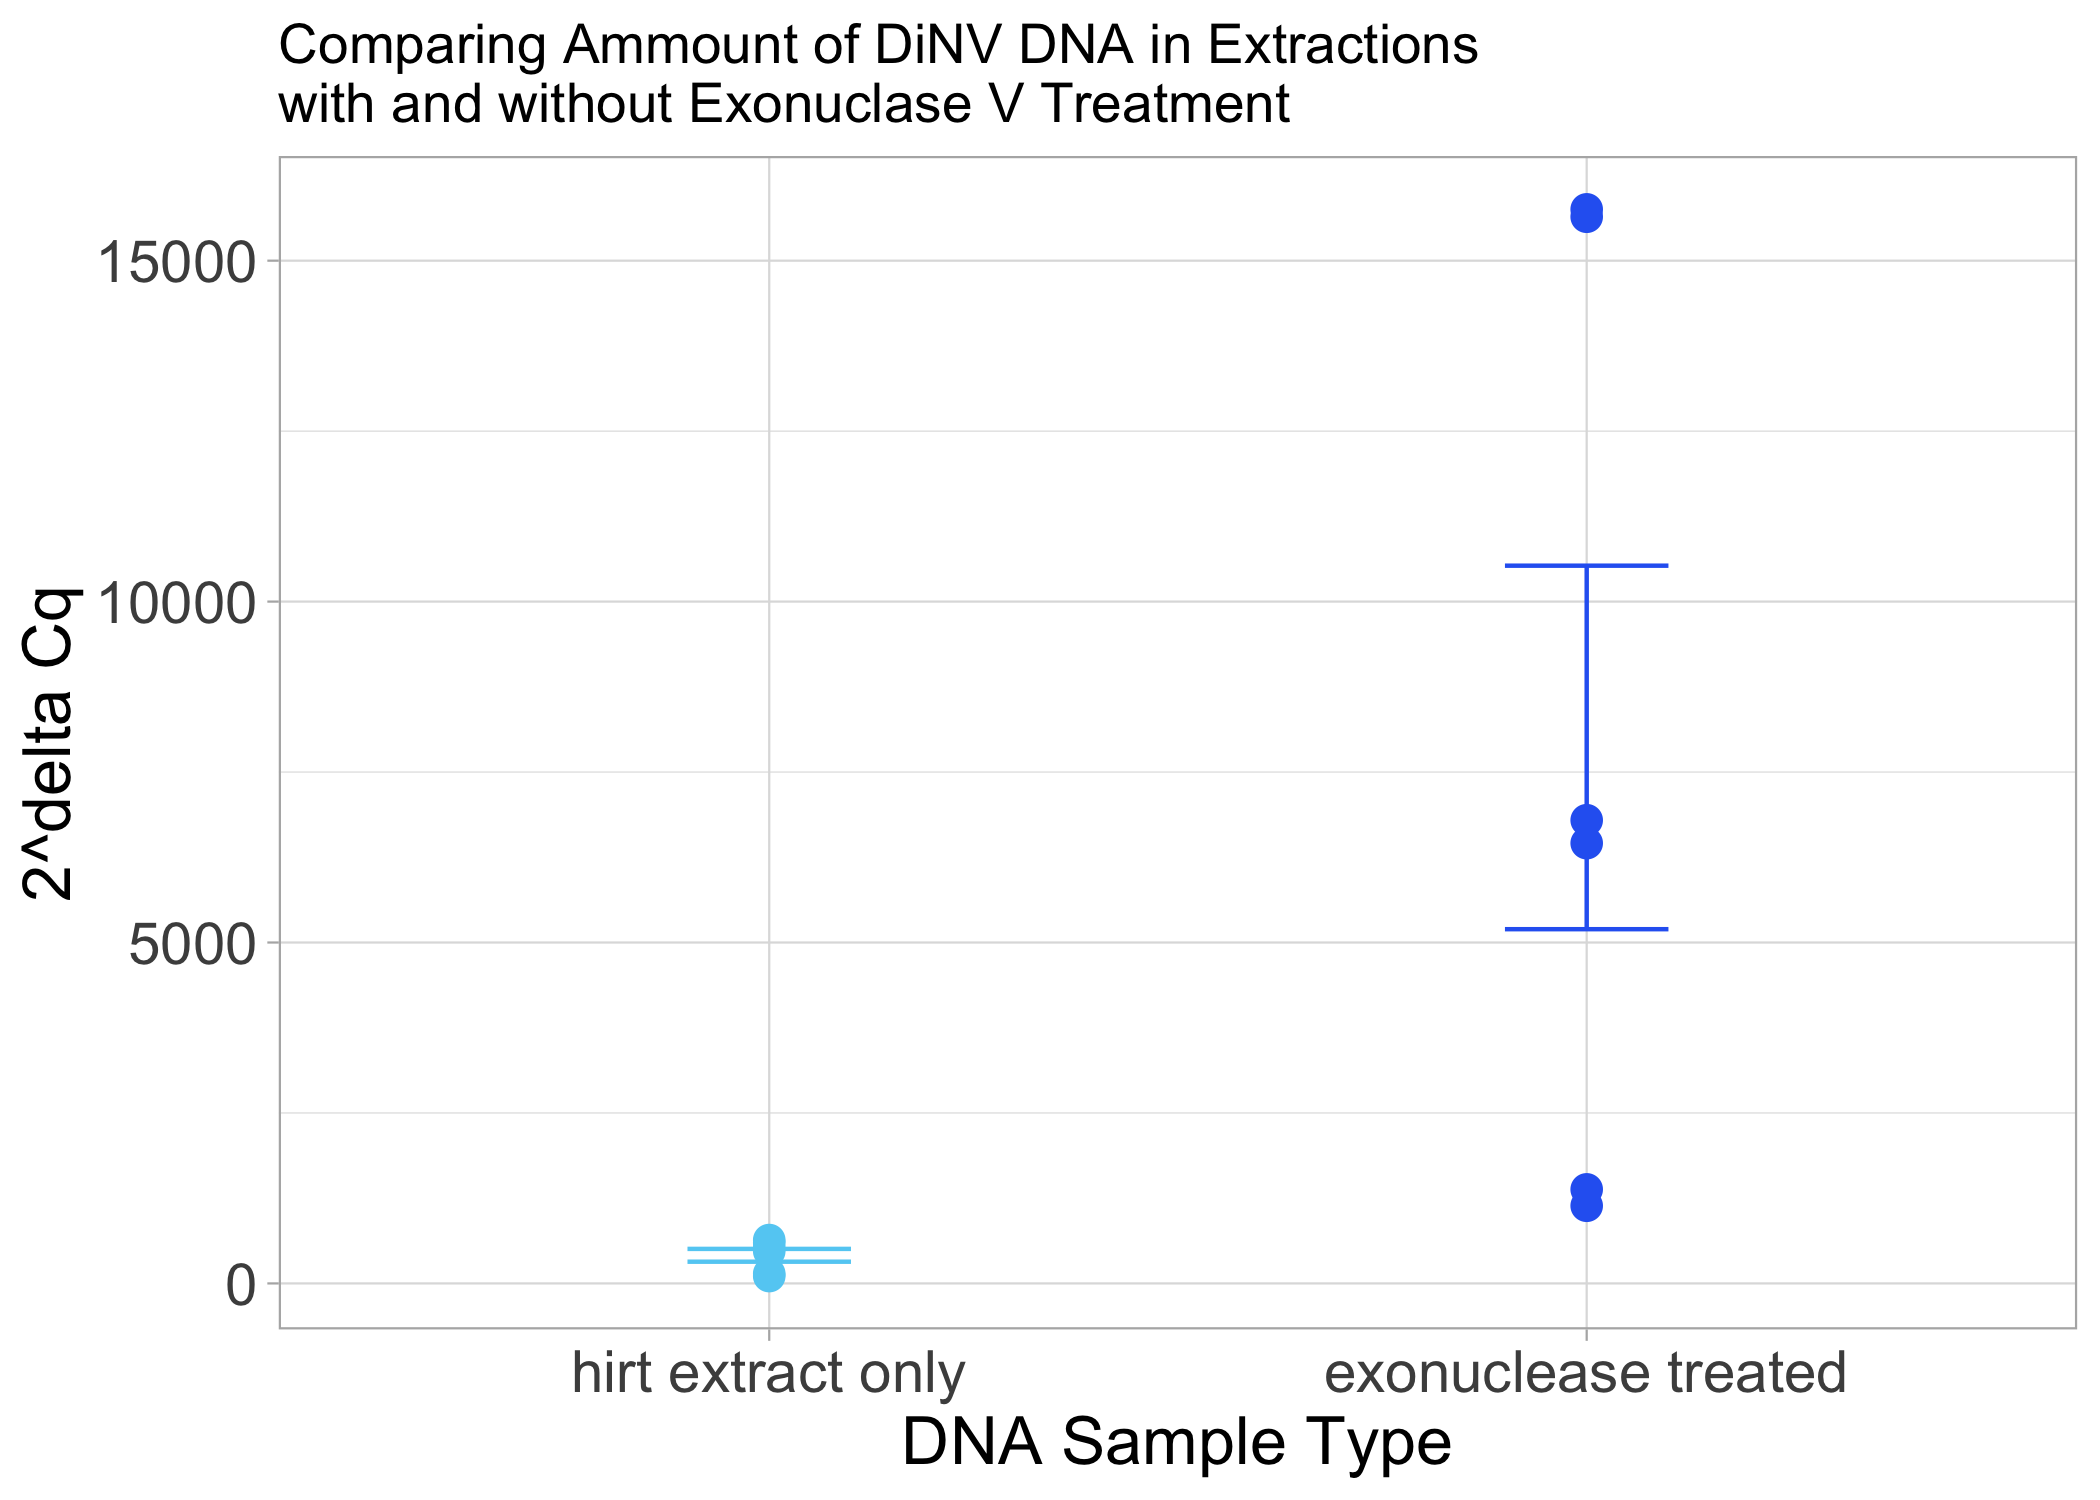 Comparing Ammount of DiNV DNA in Extractions
with and without Exonuclase V Treatment
2^delta Cq
15000
10000
5000
0
hirt extract only
exonuclease treated
DNA Sample Type